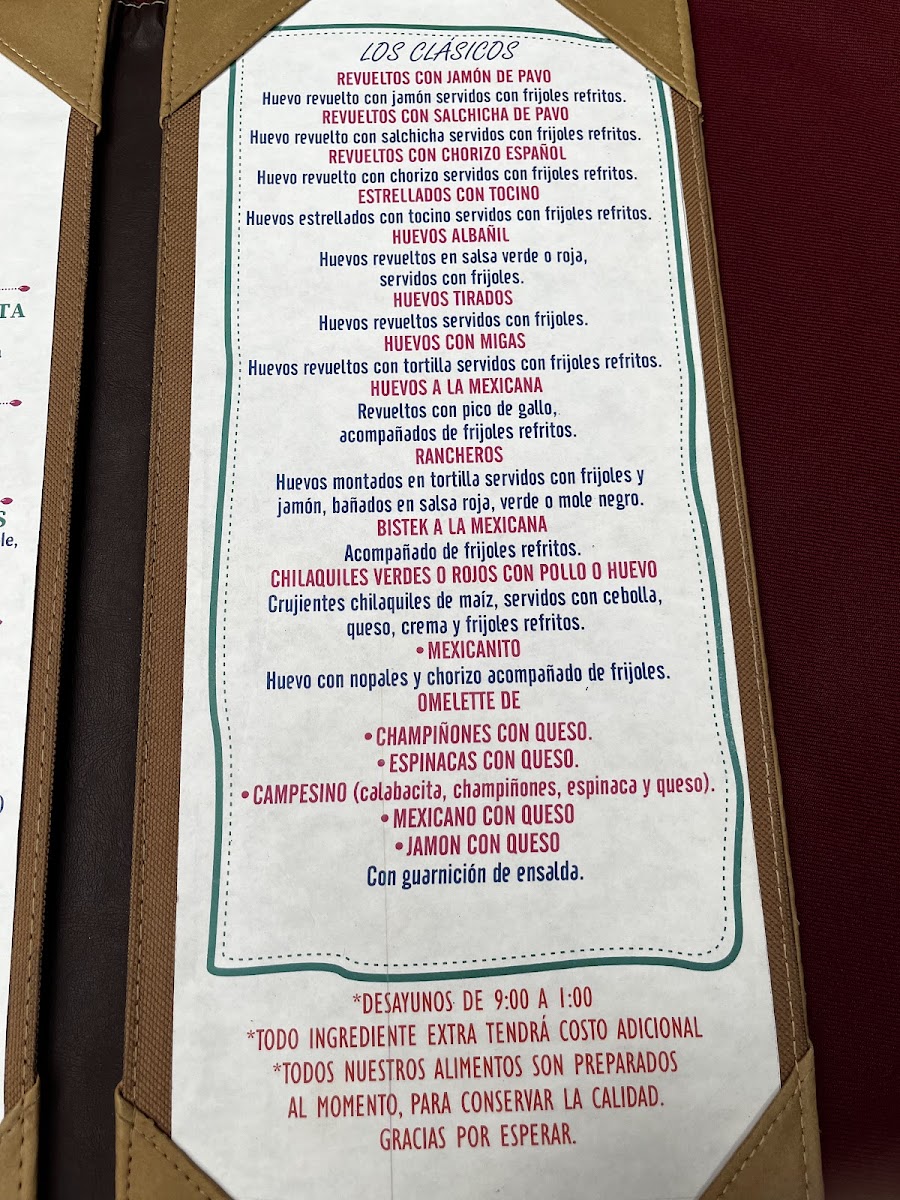 LOS CLÁSICOS
REVUELTOS CON JAMÓN DE PAVO
Huevo revuelto con jamón servidos con frijoles refritos.
REVUELTOS CON SALCHICHA DE PAVO
Huevo revuelto con salchicha servidos con frijoles refritos.
REVUELTOS CON CHORIZO ESPAÑOL
Huevo revuelto con chorizo servidos con frijoles refritos.
ESTRELLADOS CON TOCINO
Huevos estrellados con tocino servidos con frijoles refritos.
HUEVOS ALBAÑIL
Huevos revueltos en salsa verde o roja,
servidos con frijoles.
HUEVOS TIRADOS
Huevos revueltos servidos con frijoles.
HUEVOS CON MIGAS
Huevo revueltos con tortilla servidos con frijoles refritos.
HUEVOS A LA MEXICANA
Revueltos con pico de gallo,
acompañados de frijoles refritos.
RANCHEROS
Huevos montados en tortilla servidos con frijoles y
jamón, bañados en salsa roja, verde o mole negro.
BISTEK A LA MEXICANA
Acompañado de frijoles refritos.
CHILAQUILES VERDES O ROJOS CON POLLO O HUEVO
Crujientes chilaquiles de maíz, servidos con cebolla,
queso, crema y frijoles refritos.
•MEXICANITO
Huevo con nopales y chorizo acompañado de frijoles.
OMELETTE DE
•CHAMPIÑONES CON QUESO.
•ESPINACAS CON QUESO.
•CAMPESINO (calabacita, champiñones, espinaca y queso).
•MEXICANO CON QUESO
•JAMON CON QUESO
Con guarnición de ensalda.
*DESAYUNOS DE 9:00 A 1:00
*TODO INGREDIENTE EXTRA TENDRÁ COSTO ADICIONAL
*TODOS NUESTROS ALIMENTOS SON PREPARADOS
AL MOMENTO, PARA CONSERVAR LA CALIDAD.
GRACIAS POR ESPERAR.